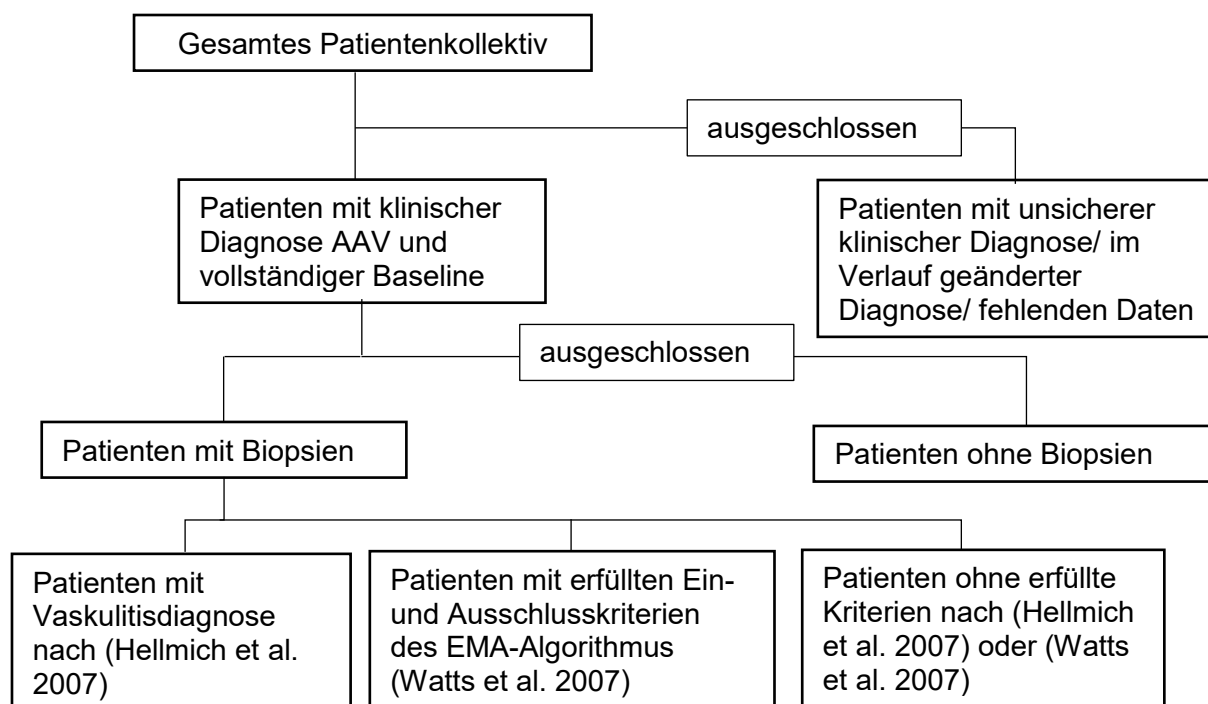 Gesamtes Patientenkollektiv
ausgeschlossen
Patienten mit klinischer
Diagnose AAV und
vollständiger Baseline
Patienten mit unsicherer
klinischer Diagnose/ im
Verlauf geänderter
Diagnose/ fehlenden Daten
ausgeschlossen
Patienten mit Biopsien
Patienten ohne Biopsien
Patienten mit
Vaskulitisdiagnose
nach (Hellmich et al.
2007)
Patienten mit erfüllten Ein-
und Ausschlusskriterien
des EMA-Algorithmus
(Watts et al. 2007)
Patienten ohne erfüllte
Kriterien nach (Hellmich
et al. 2007) oder (Watts
et al. 2007)